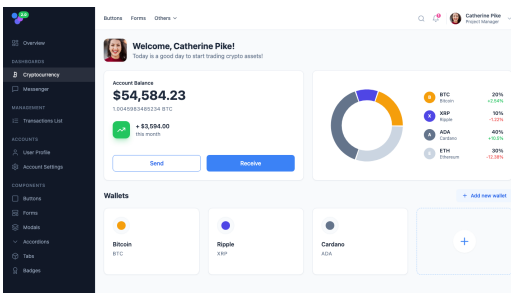 Buttons Forms Others
Catherine Pike
Project Manager
Overview
DASHBOARDS
Cryptocurrency
Messenger
MANAGEMENT
Transactions List
ACCOUNTS
User Profile
Account Settings
COMPONENTS
Buttons
Forms
Modals
Accordions
Tabs
Badges
Welcome, Catherine Pike!
Today is a good day to start trading crypto assets!
Account Balance
$54,584.23
1.0045983485234 BTC
+ $3,594.00
this month
Send Receive
BTC 20%
Bitcoin +2.54%
XRP 10%
Ripple -1.22%
ADA 40%
Cardano +10.5%
ETH 30%
Ethereum -12.38%
Wallets + Add new wallet
Bitcoin
BTC
Ripple
XRP
Cardano
ADA